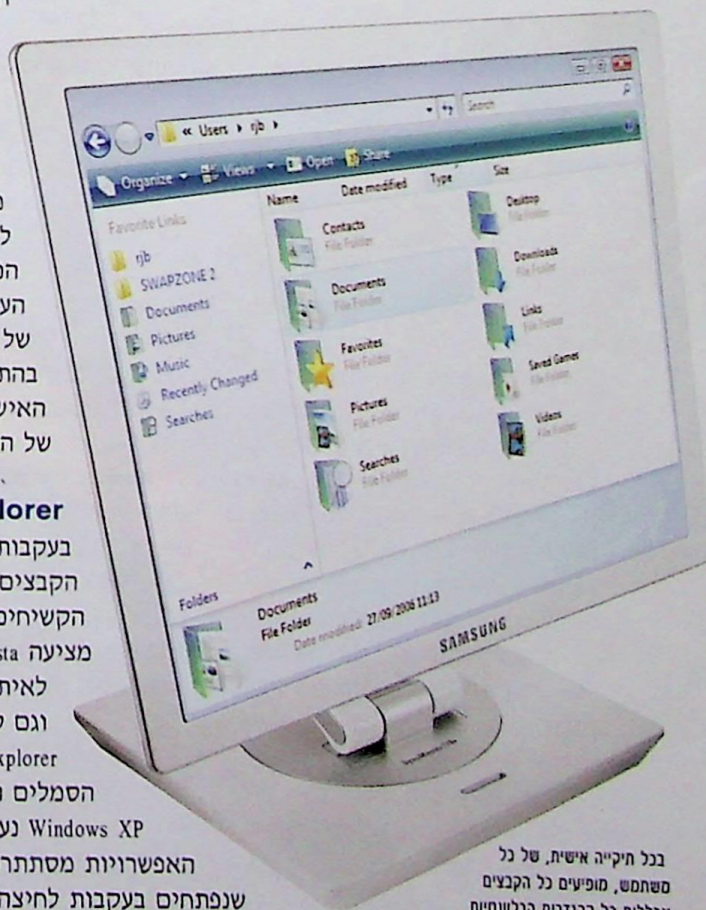 Users ▸ rjb ▸
Search
Organize
Views
Open
Share
Favorite Links
rjb
SWAPZONE 2
Documents
Pictures
Music
Recently Changed
Searches
Folders
Name Date modified Type Size
Contacts
File Folder
Desktop
File Folder
Documents
File Folder
Downloads
File Folder
Favorites
File Folder
Links
File Folder
Pictures
File Folder
Saved Games
File Folder
Searches
File Folder
Videos
File Folder
Documents
File Folder
Date modified: 27/09/2006 11:13
SAMSUNG
של
האיש
של ה
lorer
בעקבות
הקבצים
הקשיחים
מציעה sta
לאית
וגם
xplorer
הסמלים
Windows XP נע
האפשרויות מסתתר
שנפתחים בעקבות לחיצה
בכל תיקייה אישית, של כל
משתמש, מופיעים כל הקבצים